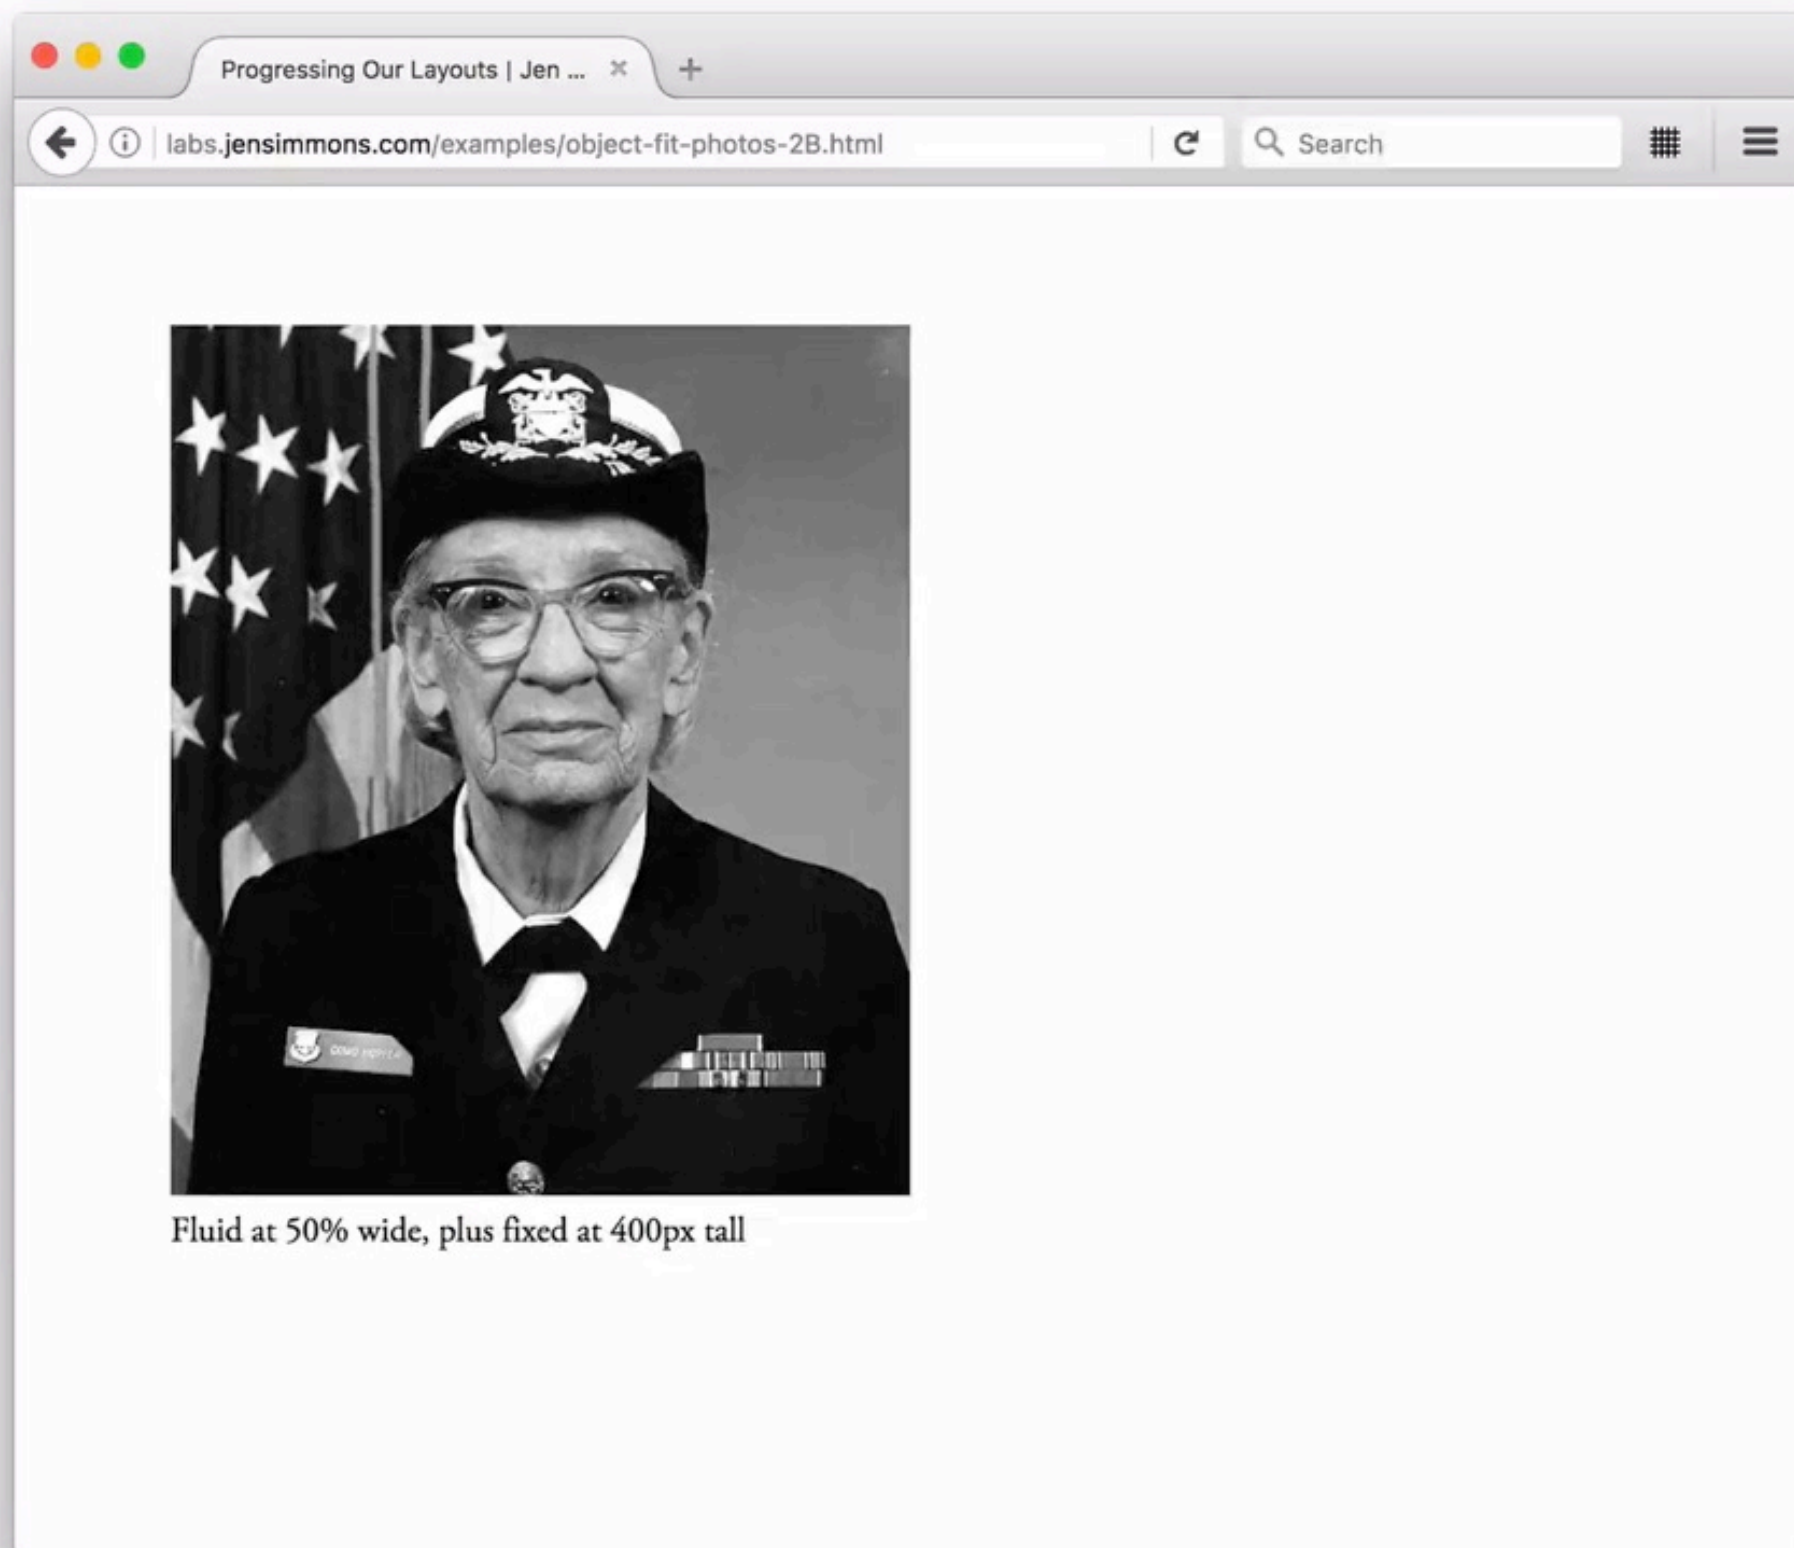 Progressing Our Layouts | Jen ...
labs.jensimmons.com/examples/object-fit-photos-2B.html
Search
Fluid at 50% wide, plus fixed at 400px tall